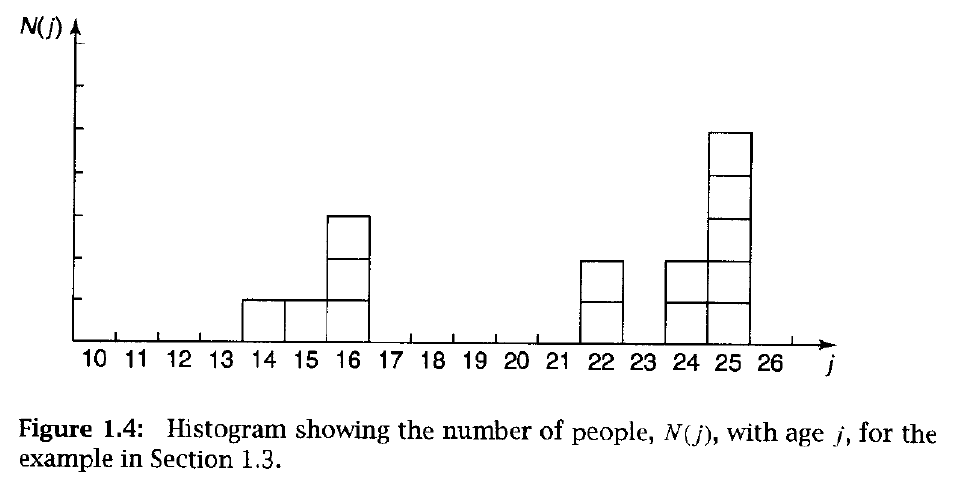 N(j)
10 11 12 13 14 15 16 17 18 19 20 21 22 23 24 25 26 j
Figure 1.4: Histogram showing the number of people, N(j), with age j, for the
example in Section 1.3.